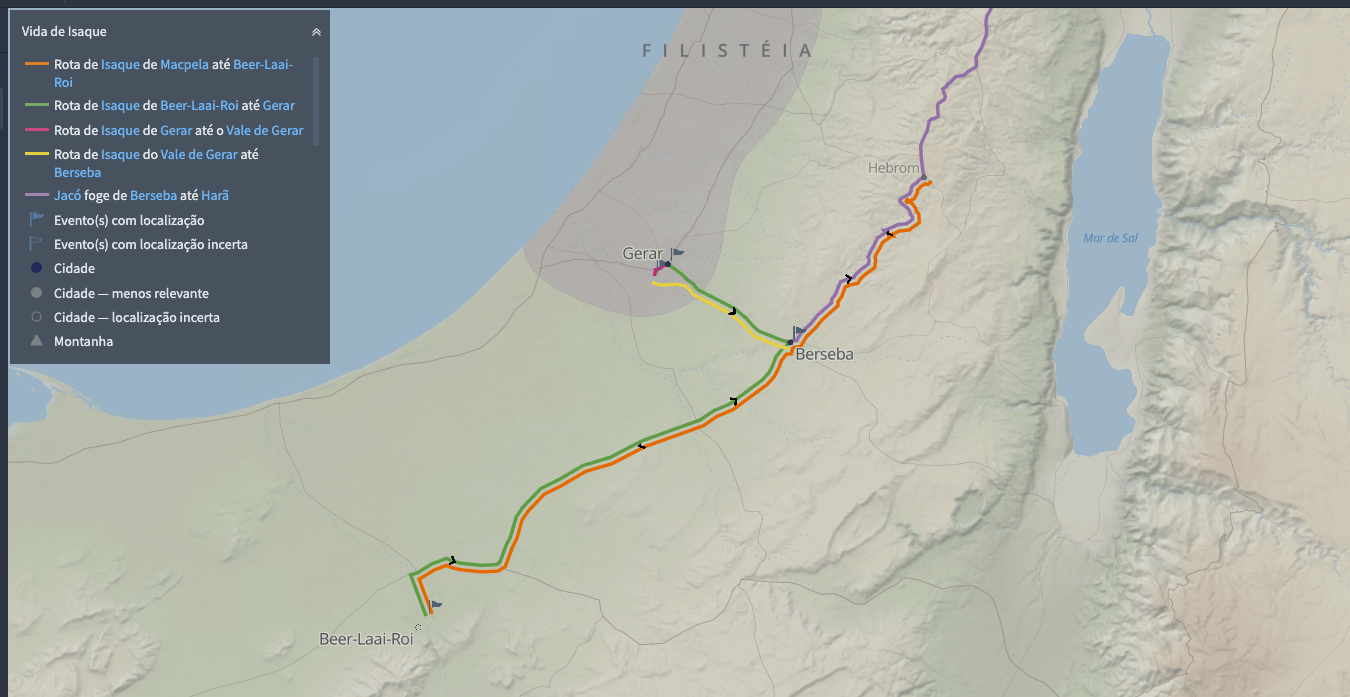 Vida de Isaque
Rota de Isaque de Macpela até Beer-Laai-
Roi
Rota de Isaque de Beer-Laai-Roi até Gerar
Rota de Isaque de Gerar até o Vale de Gerar
Rota de Isaque do Vale de Gerar até
Berseba
Jacó foge de Berseba até Harã
Evento(s) com localização
Evento(s) com localização incerta
Cidade
Cidade — menos relevante
Cidade — localização incerta
Montanha
FILISTÉIA
Hebrom
Mar de Sal
Gerar
Berseba
Beer-Laai-Roi